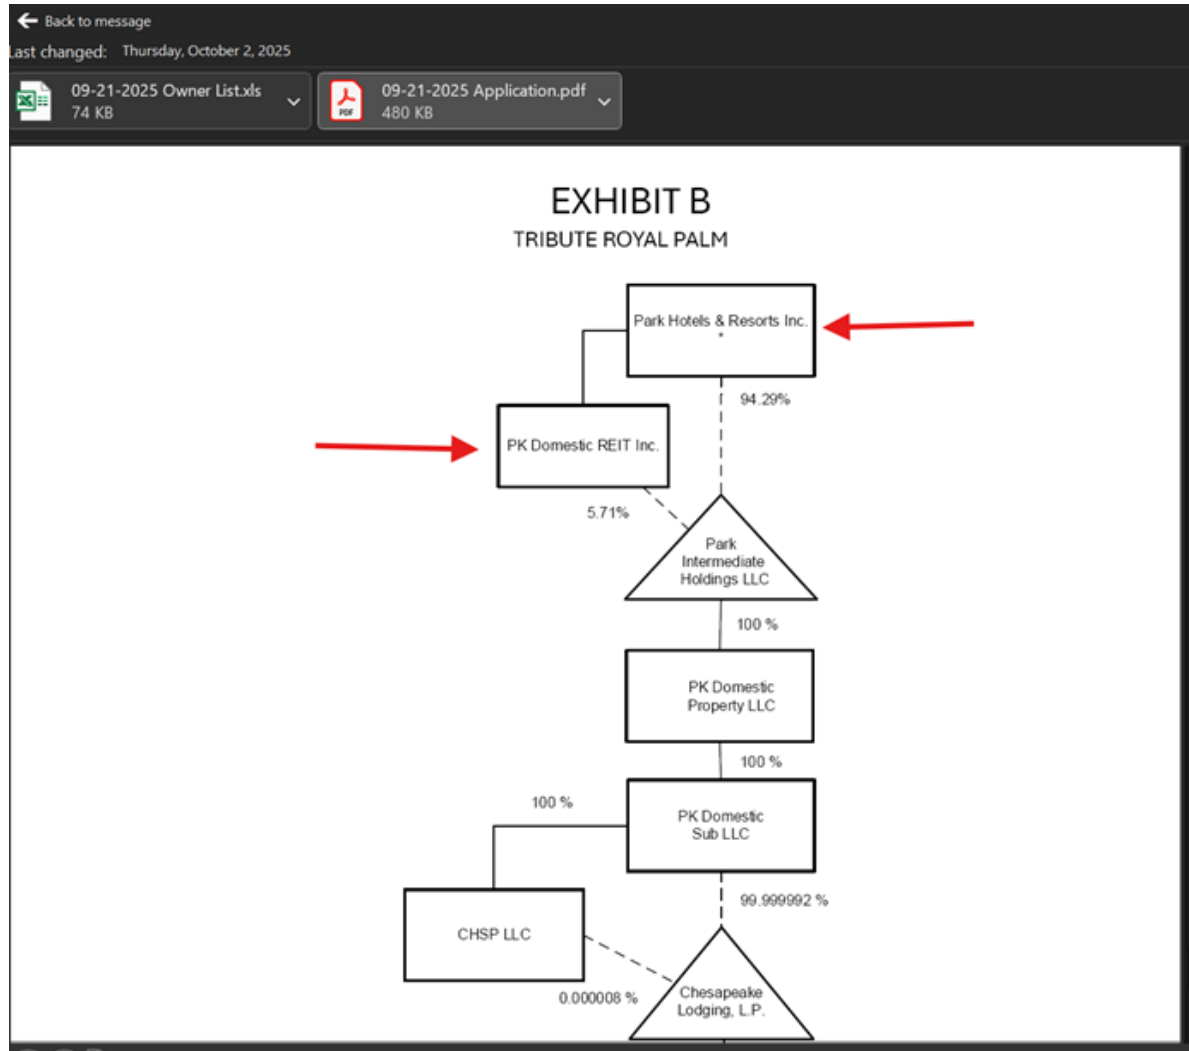 Back to message
Last changed: Thursday, October 2, 2025
09-21-2025 Owner List.xls
74 KB
PDF
09-21-2025 Application.pdf
480 KB
EXHIBIT B
TRIBUTE ROYAL PALM
Park Hotels & Resorts Inc.
*
94.29%
PK Domestic REIT Inc.
5.71%
Park
Intermediate
Holdings LLC
100 %
PK Domestic
Property LLC
100 %
100 %
PK Domestic
Sub LLC
99.999992 %
CHSP LLC
0.000008 %
Chesapeake
Lodging, L.P.